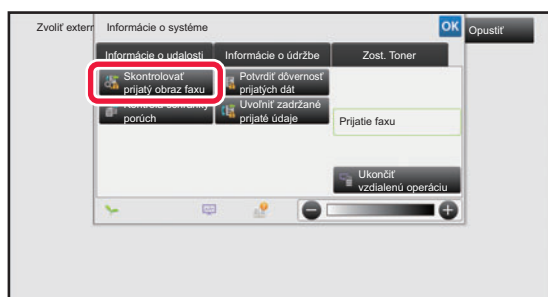 Zvoliť extern
Informácie o systéme
OK
Opustiť
Informácie o udalosti
Informácie o údržbe
Zost. Toner
Skontrolovať
prijatý obraz faxu
Potvrdiť dôvernosť
prijatých dát
porúch
Uvoľniť zadržané
prijaté údaje
Prijatie faxu
Ukončiť
vzdialenú operáciu